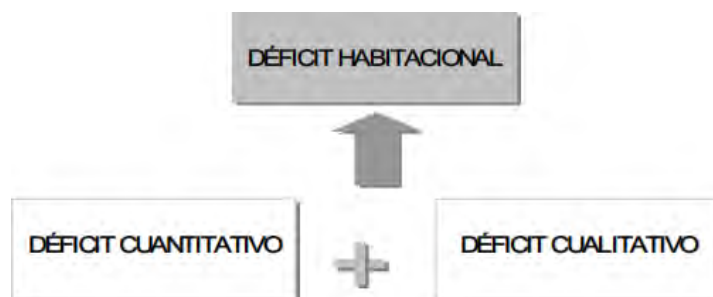 DÉFICIT HABITACIONAL
DÉFICIT CUANTITATIVO
+
DÉFICIT CUALITATIVO